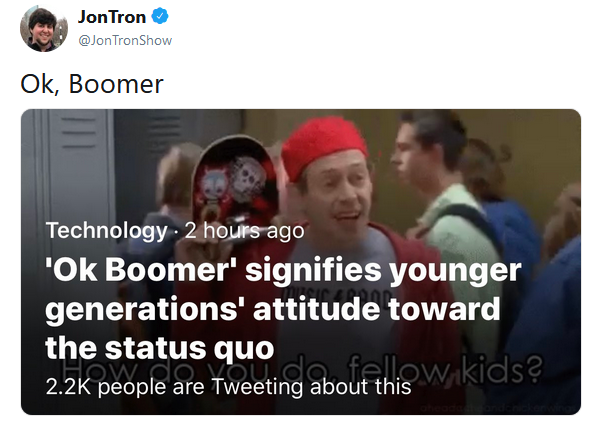 JonTron
@JonTronShow
Ok, Boomer
Technology · 2 hours ago
'Ok Boomer' signifies younger
generations' attitude toward
the status quo
How do you do, fellow kids?
2.2K people are Tweeting about this